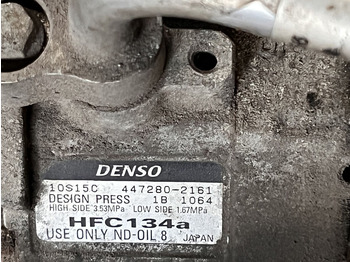 DENSO
10S15C 447280-2161
DESIGN PRESS 1B 1064
HIGH SIDE 3.53MPa LOW SIDE 1.67MPa
HFC134a
USE ONLY ND-OIL 8 JAPAN